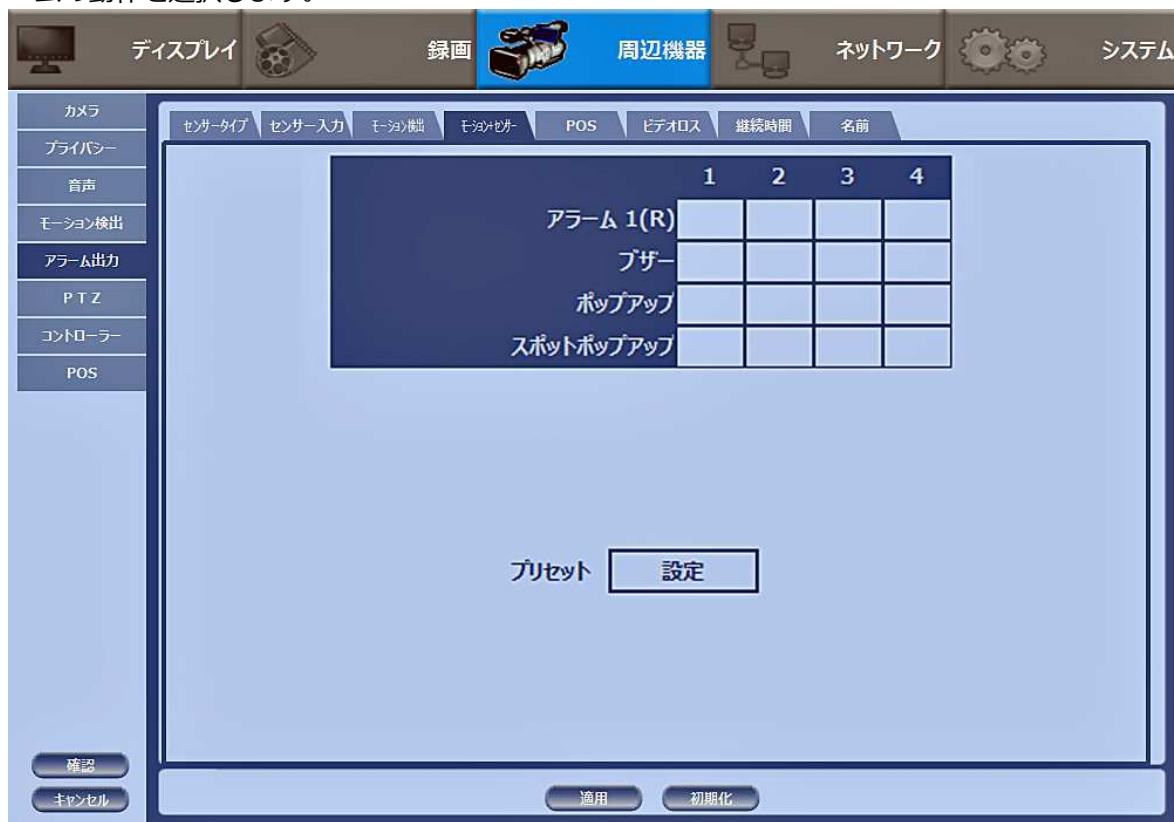 ディスプレイ 録画 周辺機器 ネットワーク システム
カメラ
プライバシー
音声
モーション検出
アラーム出力
PTZ
コントローラー
POS
センサータイプ センサー入力 モーション検出 モーション+センサー POS ビデオロス 継続時間 名前
1 2 3 4
アラーム 1(R)
ブザー
ポップアップ
スポットポップアップ
プリセット 設定
確認
キャンセル
適用 初期化